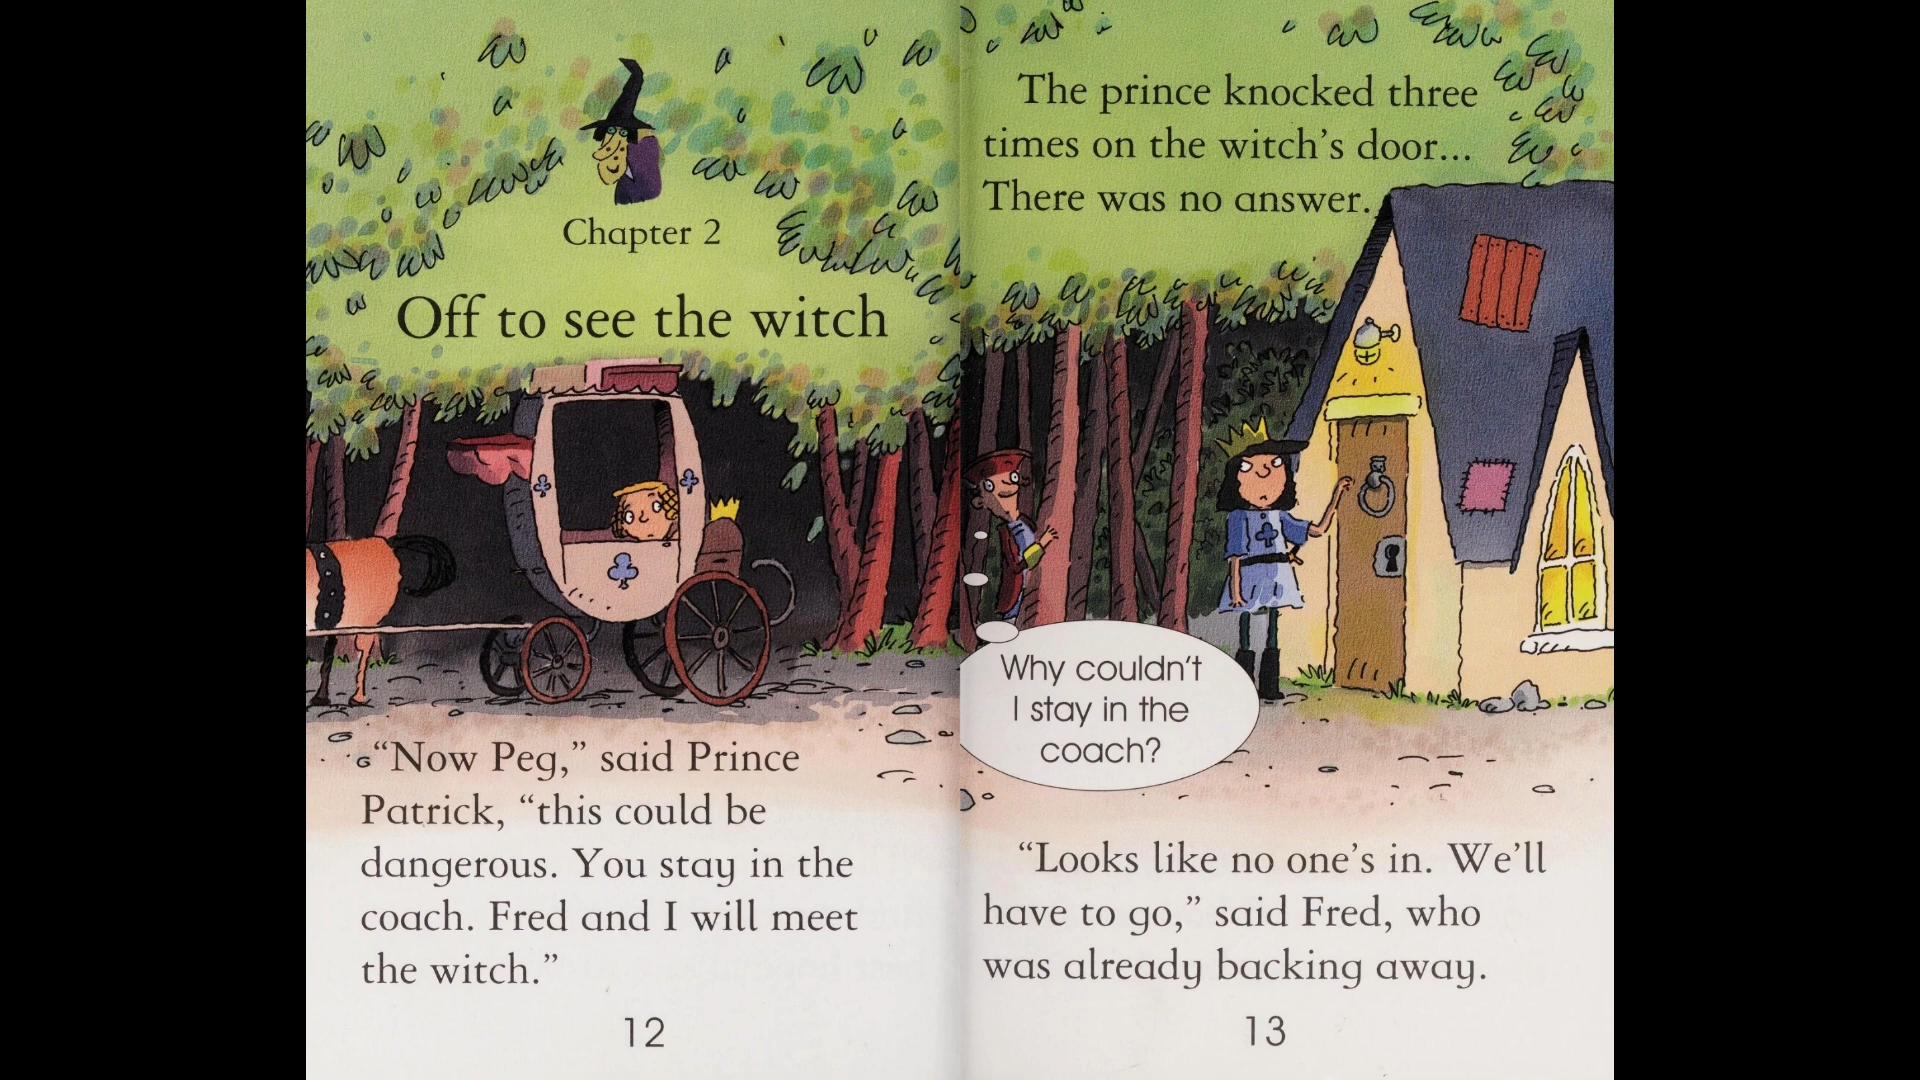 Chapter 2
Off to see the witch
“Now Peg,” said Prince
Patrick, “this could be
dangerous. You stay in the
coach. Fred and I will meet
the witch.”
12
The prince knocked three
times on the witch’s door...
There was no answer.
Why couldn’t
I stay in the
coach?
“Looks like no one’s in. We’ll
have to go,” said Fred, who
was already backing away.
13